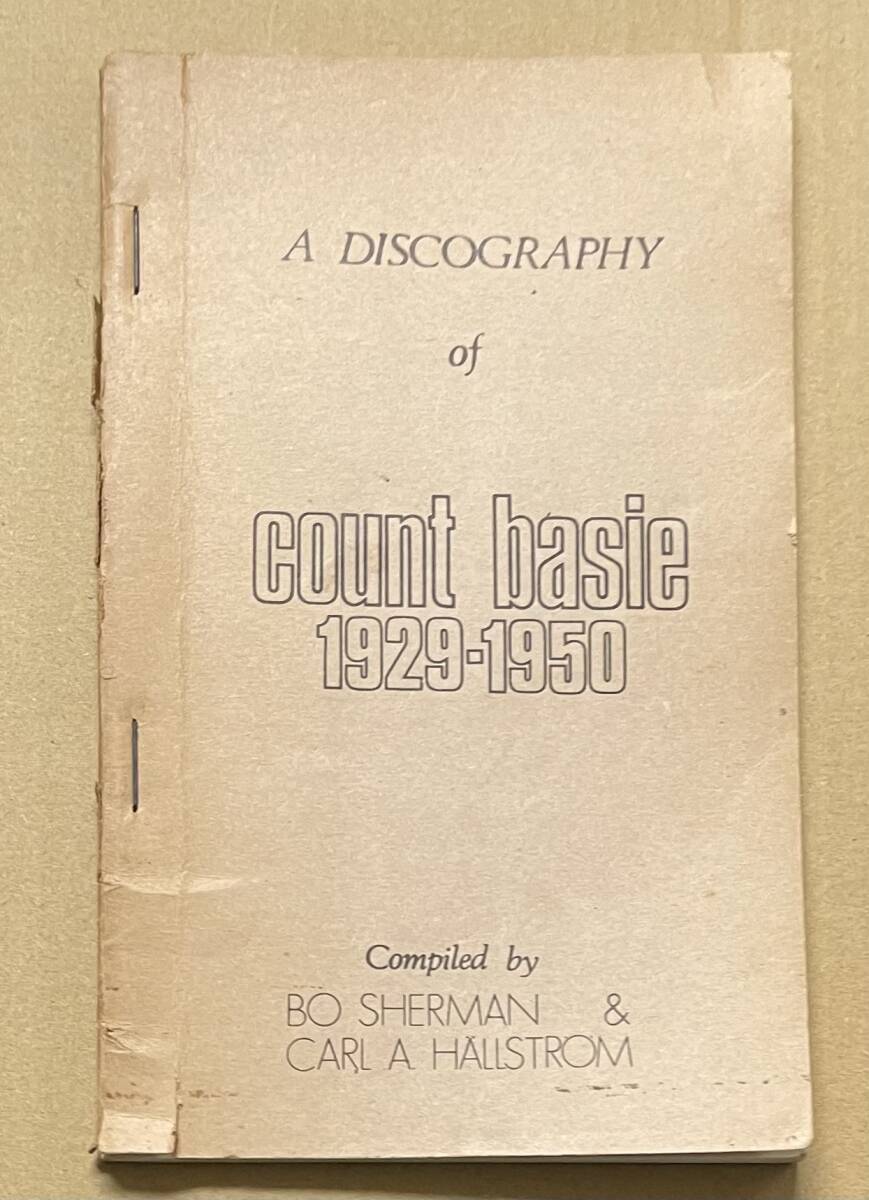 A DISCOGRAPHY
of
count basie
1929-1950
Compiled by
BO SHERMAN &
CARL A. HÄLLSTRÖM